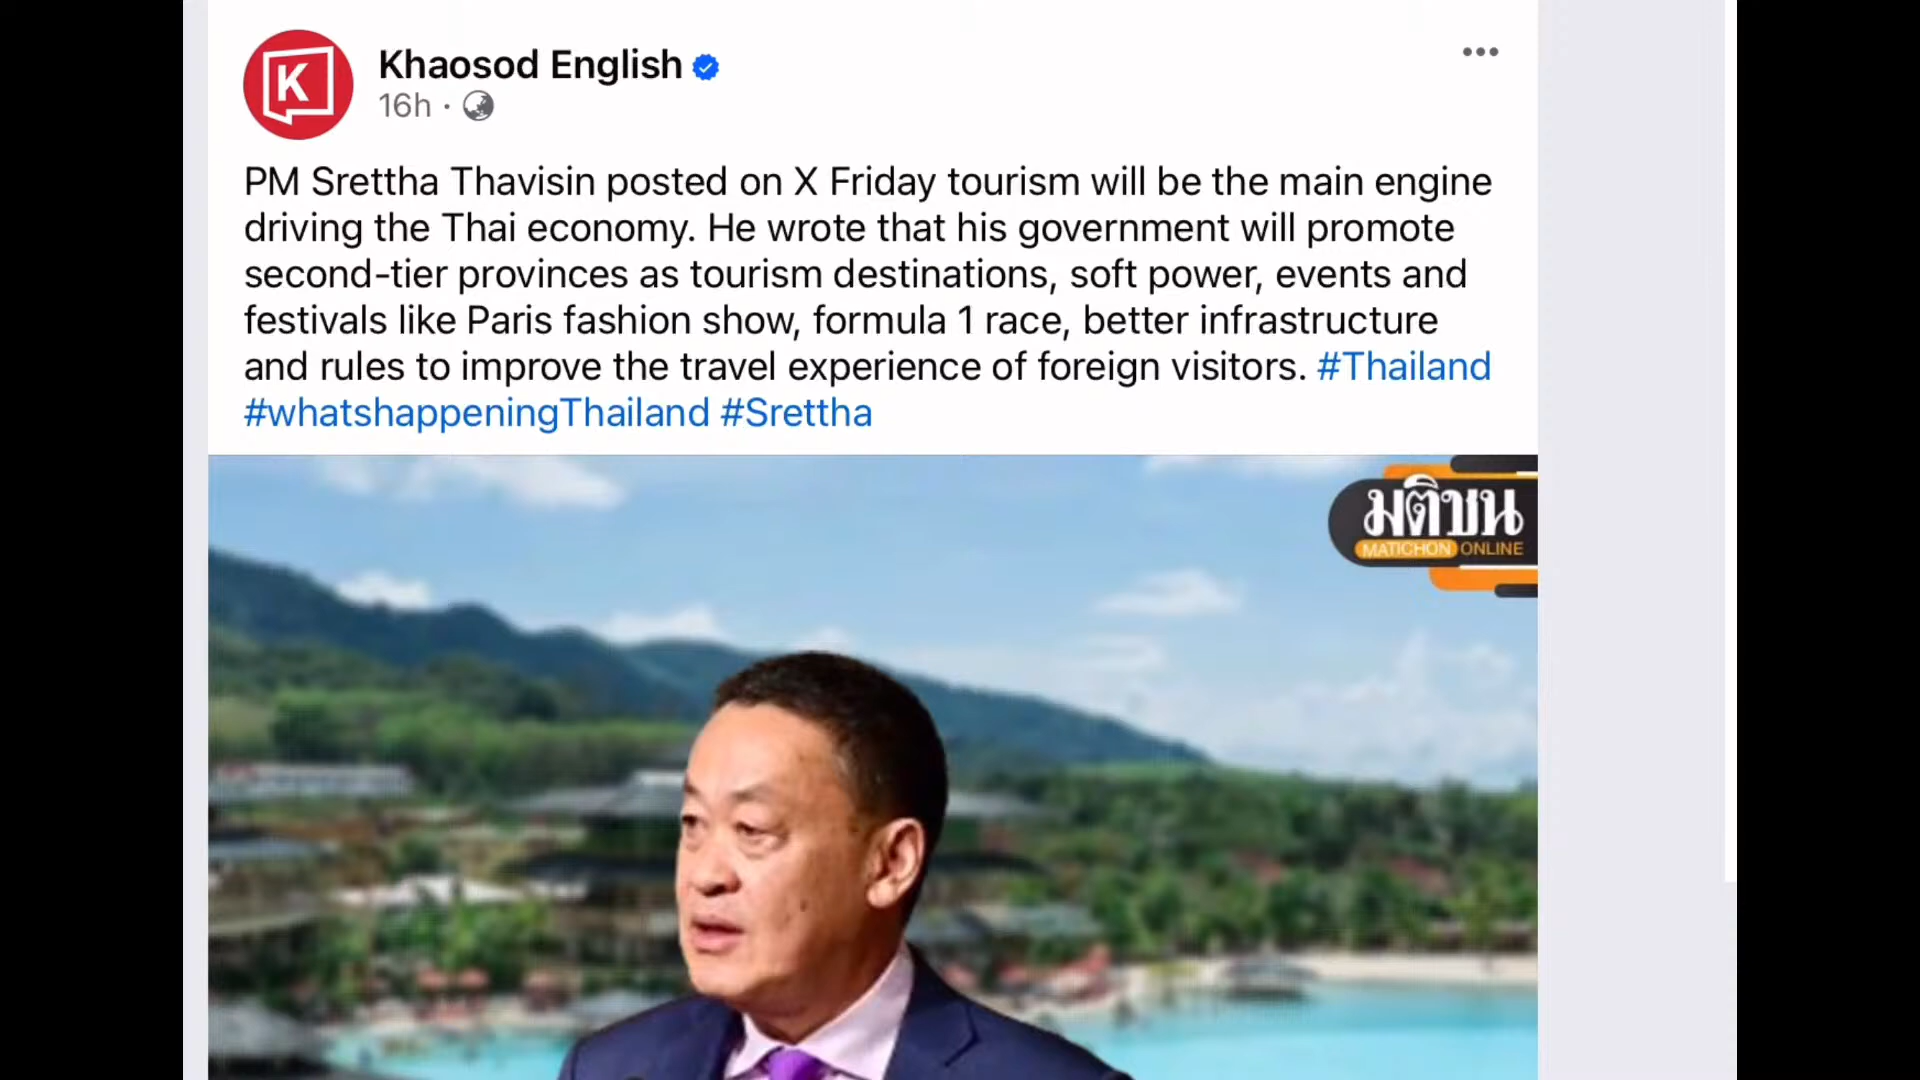 K
Khaosod English
16h ·
PM Srettha Thavisin posted on X Friday tourism will be the main engine
driving the Thai economy. He wrote that his government will promote
second-tier provinces as tourism destinations, soft power, events and
festivals like Paris fashion show, formula 1 race, better infrastructure
and rules to improve the travel experience of foreign visitors. #Thailand
#whatshappeningThailand #Srettha
มติชน
MATICHON ONLINE